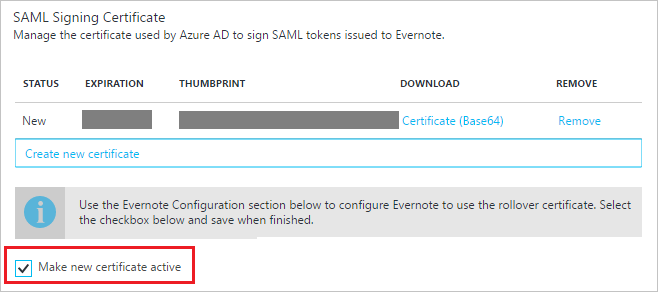 SAML Signing Certificate
Manage the certificate used by Azure AD to sign SAML tokens issued to Evernote.
STATUS EXPIRATION THUMBPRINT DOWNLOAD REMOVE
New Certificate (Base64) Remove
Create new certificate
Use the Evernote Configuration section below to configure Evernote to use the rollover certificate. Select
the checkbox below and save when finished.
Make new certificate active